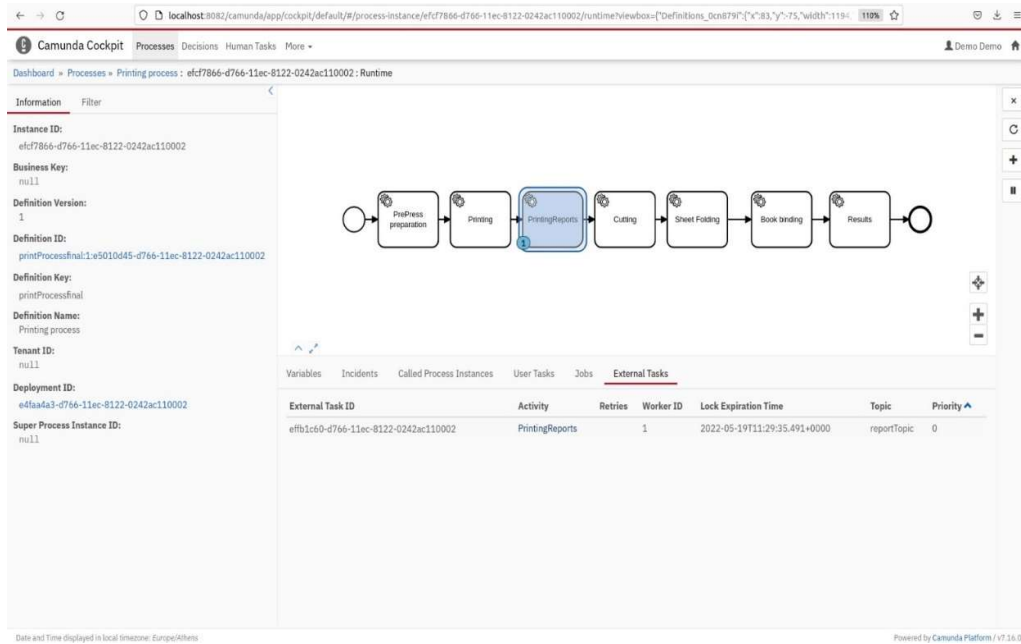 localhost:8082/camunda/app/cockpit/default/#/process-instance/efcf7866-d766-11ec-8122-0242ac110002/runtime?viewbox={"Definitions_0cn879l":{"x":83,"y":-75,"width":1194,
110%
Camunda Cockpit Processes Decisions Human Tasks More
Demo Demo
Dashboard » Processes » Printing process : efcf7866-d766-11ec-8122-0242ac110002 : Runtime
Information Filter
Instance ID:
efcf7866-d766-11ec-8122-0242ac110002
Business Key:
null
Definition Version:
1
Definition ID:
printProcessfinal:1:e5010d45-d766-11ec-8122-0242ac110002
Definition Key:
printProcessfinal
Definition Name:
Printing process
Tenant ID:
null
Deployment ID:
e4faa4a3-d766-11ec-8122-0242ac110002
Super Process Instance ID:
null
PrePress
preparation
Printing
PrintingReports
1
Cutting
Sheet Folding
Book binding
Results
Variables Incidents Called Process Instances User Tasks Jobs External Tasks
External Task ID Activity Retries Worker ID Lock Expiration Time Topic Priority
effb1c60-d766-11ec-8122-0242ac110002 PrintingReports 1 2022-05-19T11:29:35.491+0000 reportTopic 0
Date and Time displayed in local timezone: Europe/Athens
Powered by Camunda Platform / v7.16.0